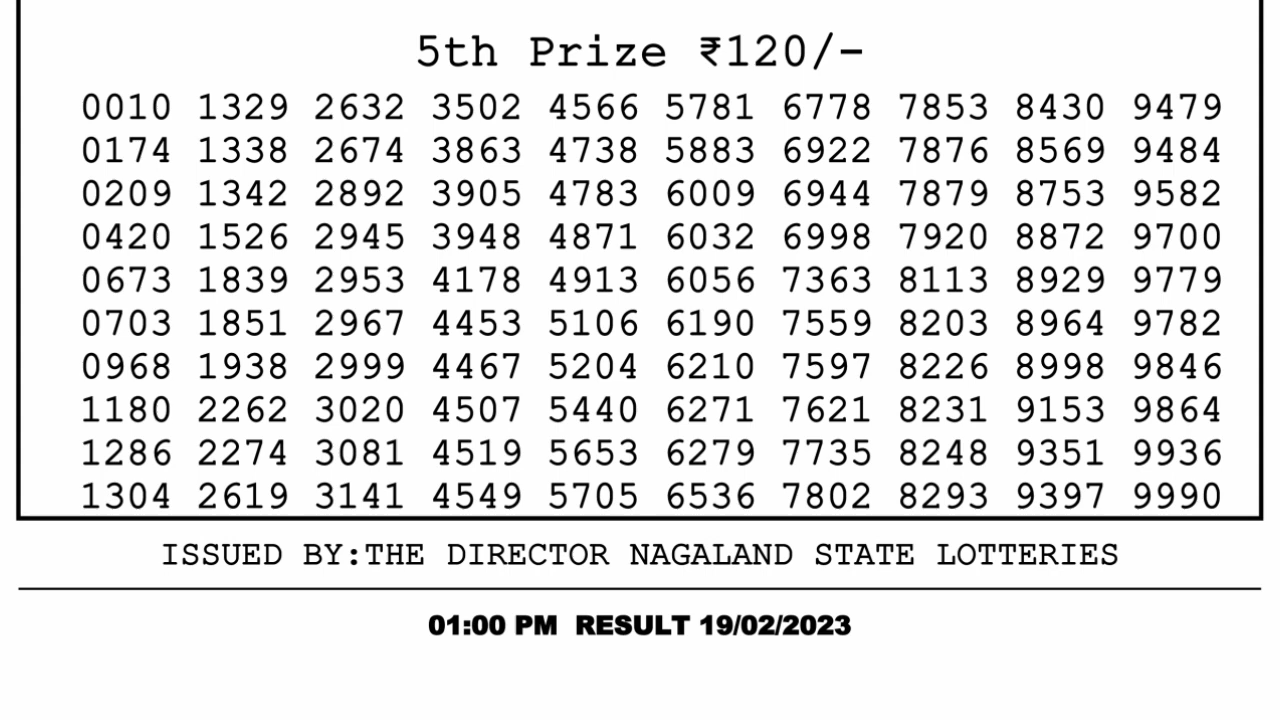 5th Prize ₹120/-
0010 1329 2632 3502 4566 5781 6778 7853 8430 9479
0174 1338 2674 3863 4738 5883 6922 7876 8569 9484
0209 1342 2892 3905 4783 6009 6944 7879 8753 9582
0420 1526 2945 3948 4871 6032 6998 7920 8872 9700
0673 1839 2953 4178 4913 6056 7363 8113 8929 9779
0703 1851 2967 4453 5106 6190 7559 8203 8964 9782
0968 1938 2999 4467 5204 6210 7597 8226 8998 9846
1180 2262 3020 4507 5440 6271 7621 8231 9153 9864
1286 2274 3081 4519 5653 6279 7735 8248 9351 9936
1304 2619 3141 4549 5705 6536 7802 8293 9397 9990
ISSUED BY:THE DIRECTOR NAGALAND STATE LOTTERIES
01:00 PM RESULT 19/02/2023